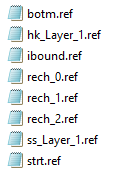 botm.ref
hk_Layer_1.ref
ibound.ref
rech_0.ref
rech_1.ref
rech_2.ref
ss_Layer_1.ref
strt.ref